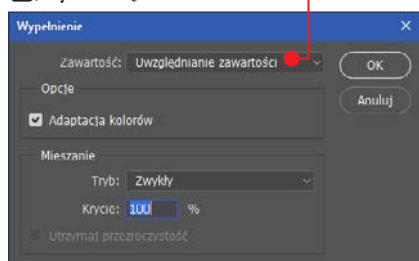 Wypełnienie
Zawartość: Uwzględnianie zawartości
OK
Opcje
Anuluj
Adaptacja kolorów
Mieszanie
Tryb: Zwykły
Krycie: 100 %
Utrzymaj przezroczystość